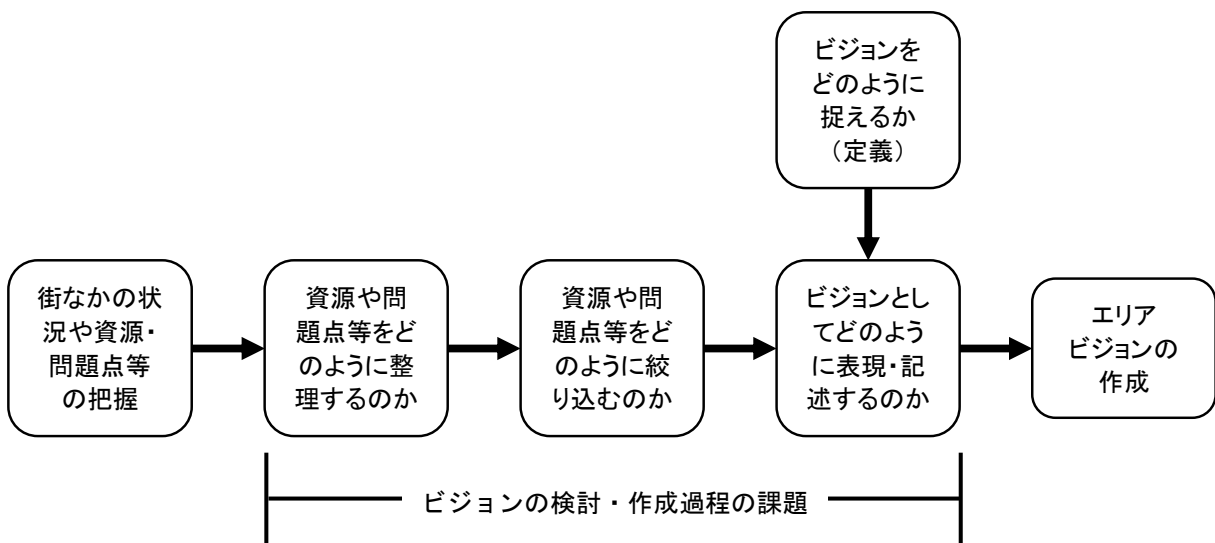 ビジョンを
どのように
捉えるか
（定義）
街なかの状
況や資源・
問題点等
の把握
資源や問
題点等をど
のように整
理するのか
資源や問
題点等をど
のように絞
り込むのか
ビジョンとし
てどのよう
に表現・記
述するのか
エリア
ビジョンの
作成
ビジョンの検討・作成過程の課題